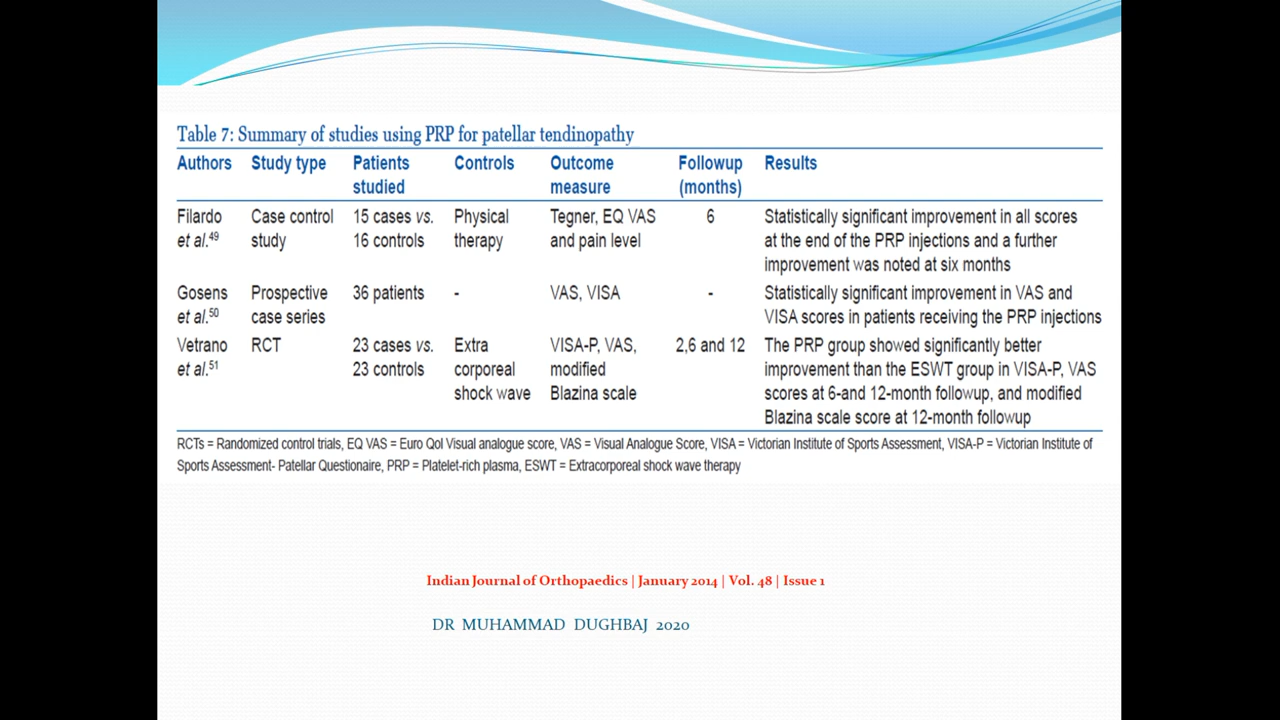 Table 7: Summary of studies using PRP for patellar tendinopathy
Authors Study type Patients studied Controls Outcome measure Followup (months) Results
Filardo et al.49 Case control study 15 cases vs. 16 controls Physical therapy Tegner, EQ VAS and pain level 6 Statistically significant improvement in all scores at the end of the PRP injections and a further improvement was noted at six months
Gosens et al.50 Prospective case series 36 patients - VAS, VISA - Statistically significant improvement in VAS and VISA scores in patients receiving the PRP injections
Vetrano et al.51 RCT 23 cases vs. 23 controls Extra corporeal shock wave VISA-P, VAS, modified Blazina scale 2,6 and 12 The PRP group showed significantly better improvement than the ESWT group in VISA-P, VAS scores at 6-and 12-month followup, and modified Blazina scale score at 12-month followup
RCTs = Randomized control trials, EQ VAS = Euro Qol Visual analogue score, VAS = Visual Analogue Score, VISA = Victorian Institute of Sports Assessment, VISA-P = Victorian Institute of
Sports Assessment- Patellar Questionaire, PRP = Platelet-rich plasma, ESWT = Extracorporeal shock wave therapy
Indian Journal of Orthopaedics | January 2014 | Vol. 48 | Issue 1
DR MUHAMMAD DUGHBAJ 2020